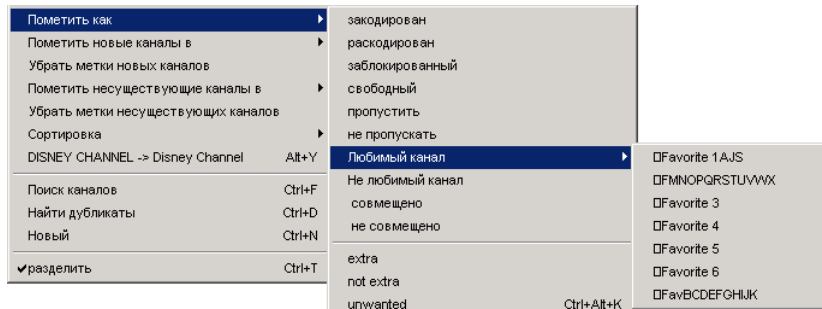 Пометить как
Пометить новые каналы в
Убрать метки новых каналов
Пометить несуществующие каналы в
Убрать метки несуществующих каналов
Сортировка
DISNEY CHANNEL -> Disney Channel Alt+Y
Поиск каналов Ctrl+F
Найти дубликаты Ctrl+D
Новый Ctrl+N
✔разделить Ctrl+T
закодирован
раскодирован
заблокированный
свободный
пропустить
не пропускать
Любимый канал
Не любимый канал
совмещено
не совмещено
extra
not extra
unwanted Ctrl+Alt+K
□Favorite 1AJS
□FMNOPQRSTUVWX
□Favorite 3
□Favorite 4
□Favorite 5
□Favorite 6
□FavBCDEFGHIJK